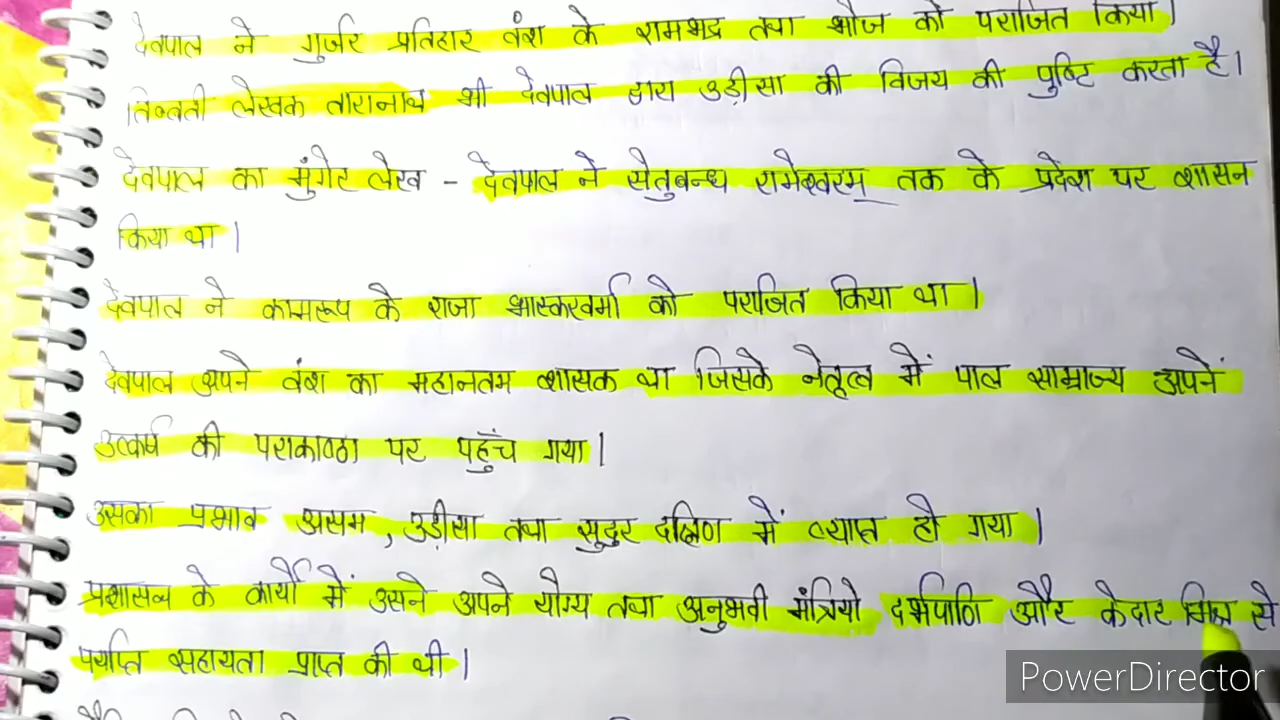 देवपाल ने गुर्जर प्रतिहार वंश के रामभद्र तथा भोज को पराजित किया।
तिब्बती लेखक तारानाथ भी देवपाल द्वारा उड़ीसा की विजय की पुष्टि करता है।
देवपाल का मुंगेर लेख - देवपाल ने सेतुबन्ध रामेश्वरम् तक के प्रदेश पर शासन
किया था।
देवपाल ने कामरूप के राजा भास्करवर्मा को पराजित किया था।
देवपाल अपने वंश का महानतम शासक था जिसके नेतृत्व में पाल साम्राज्य अपनें
उत्कर्ष की पराकाष्ठा पर पहुँच गया।
उसका प्रभाव असम, उड़ीसा तथा सुदुर दक्षिण में व्याप्त हो गया।
प्रशासन के कार्यों में उसने अपने योग्य तथा अनुभवी मंत्रियो दर्भपाणि और केदार मिश्र से
पर्याप्त सहायता प्राप्त की थी।
PowerDirector